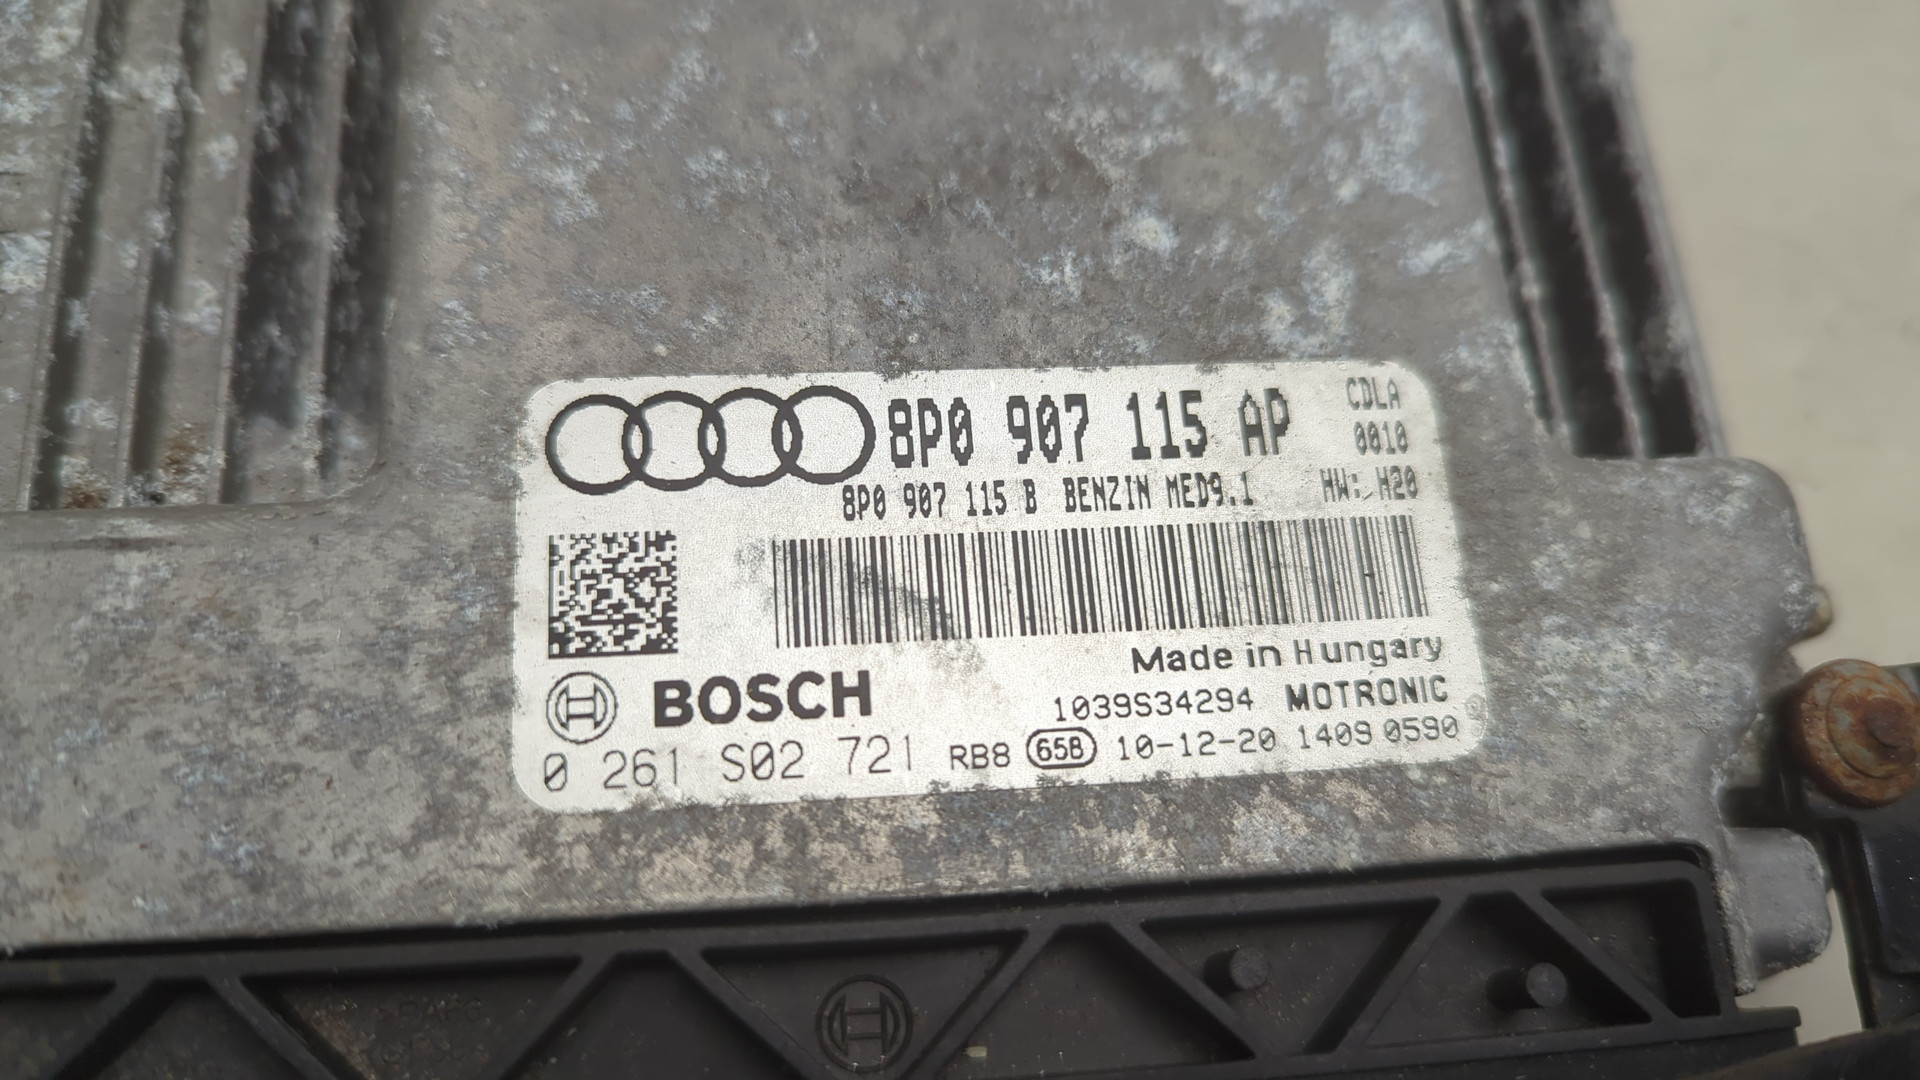 8P0 907 115 AP CDLA
0010
8P0 907 115 B BENZIN MED9.1 HW: H20
Made in Hungary
BOSCH 1039S34294 MOTRONIC
0 261 S02 721 RB8 65B 10-12-20 1409 0590